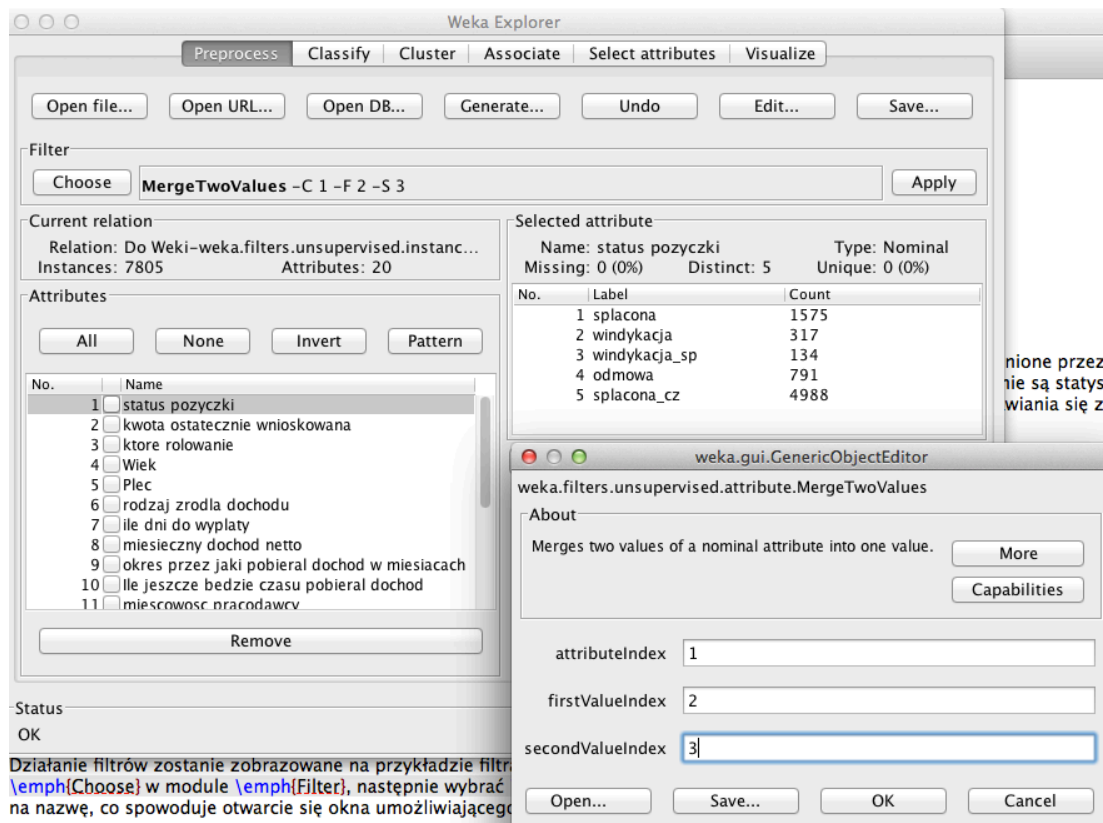 Weka Explorer
Preprocess Classify Cluster Associate Select attributes Visualize
Open file... Open URL... Open DB... Generate... Undo Edit... Save...
Filter
Choose MergeTwoValues -C 1 -F 2 -S 3 Apply
Current relation
Relation: Do Weki-weka.filters.unsupervised.instanc...
Instances: 7805 Attributes: 20
Attributes
All None Invert Pattern
No. Name
1 status pozyczki
2 kwota ostatecznie wnioskowana
3 ktore rolowanie
4 Wiek
5 Plec
6 rodzaj zrodla dochodu
7 ile dni do wyplaty
8 miesieczny dochod netto
9 okres przez jaki pobieral dochod w miesiacach
10 Ile jeszcze bedzie czasu pobieral dochod
11 miescowosc pracodawcy
Remove
Selected attribute
Name: status pozyczki Type: Nominal
Missing: 0 (0%) Distinct: 5 Unique: 0 (0%)
No. Label Count
1 splacona 1575
2 windykacja 317
3 windykacja_sp 134
4 odmowa 791
5 splacona_cz 4988
nione przez
nie są statys
wiania się z
weka.gui.GenericObjectEditor
weka.filters.unsupervised.attribute.MergeTwoValues
About
Merges two values of a nominal attribute into one value.
More
Capabilities
attributeIndex 1
firstValueIndex 2
secondValueIndex 3
Open... Save... OK Cancel
Status
OK
Działanie filtrów zostanie zobrazowane na przykładzie filtr
\emph{Choose} w module \emph{Filter}, następnie wybrać
na nazwę, co spowoduje otwarcie się okna umożliwiającego